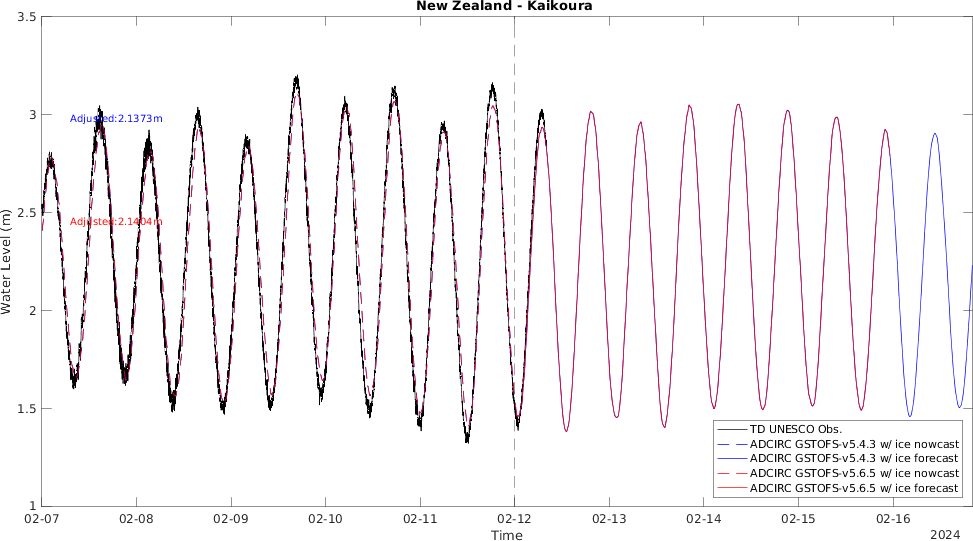 New Zealand - Kaikoura
3.5
3
2.5
2
1.5
1
Water Level (m)
Adjusted:2.1373m
Adjusted:2.1404m
TD UNESCO Obs.
ADCIRC GSTOFS-v5.4.3 w/ ice nowcast
ADCIRC GSTOFS-v5.4.3 w/ ice forecast
ADCIRC GSTOFS-v5.6.5 w/ ice nowcast
ADCIRC GSTOFS-v5.6.5 w/ ice forecast
02-07 02-08 02-09 02-10 02-11 02-12 02-13 02-14 02-15 02-16
Time
2024